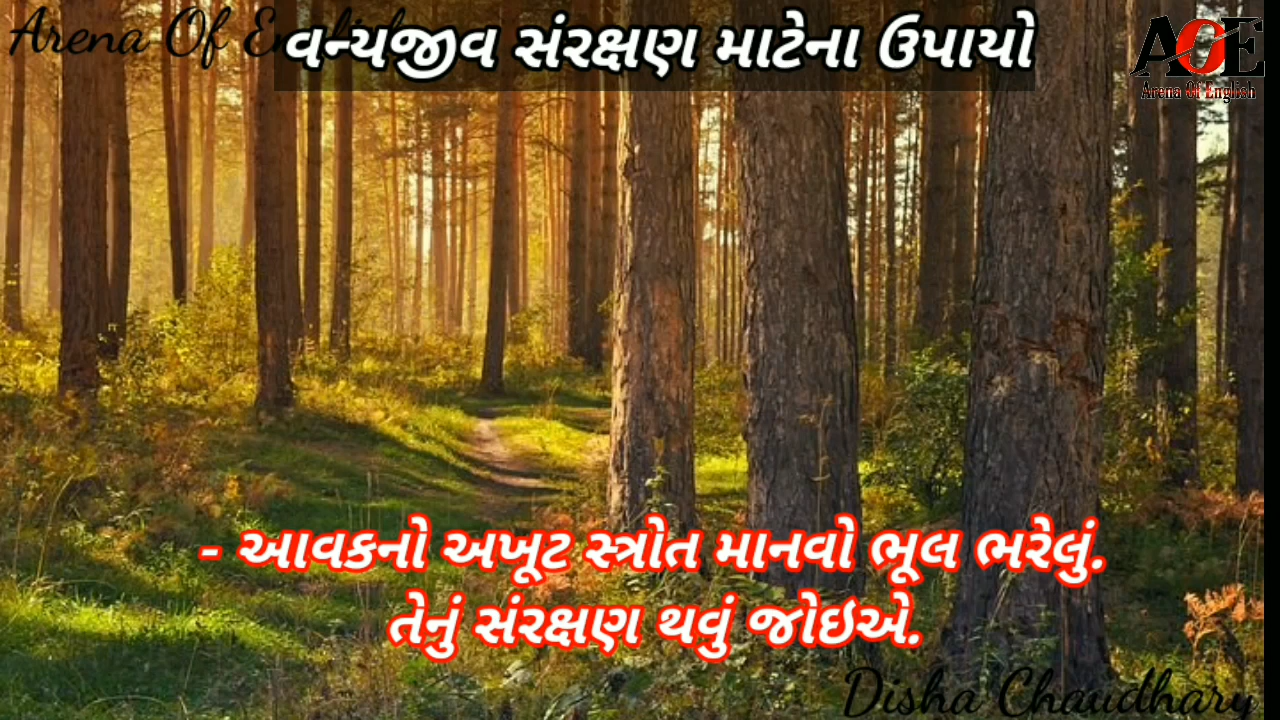 Arena Of English
વન્યજીવ સંરક્ષણ માટેના ઉપાયો
AOE
Arena Of English
- આવકનો અખૂટ સ્ત્રોત માનવો ભૂલ ભરેલું.
તેનું સંરક્ષણ થવું જોઇએ.
Disha Chaudhary